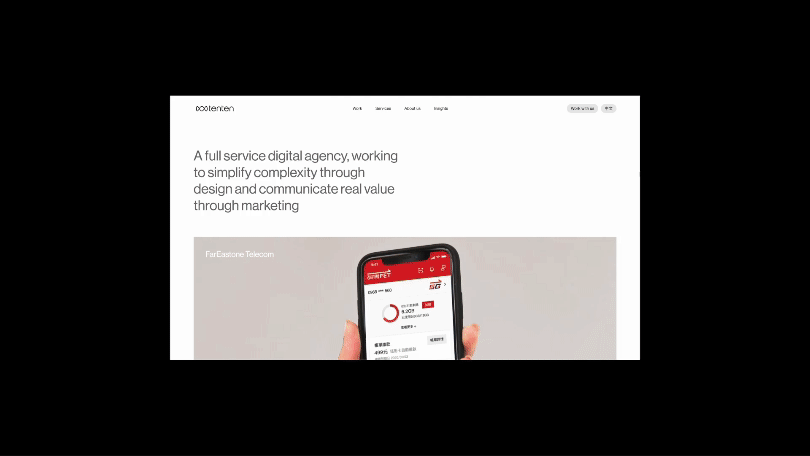 tenten
Work Services About us Insights
Work with us 中文
A full service digital agency, working
to simplify complexity through
design and communicate real value
through marketing
FarEastone Telecom
5G